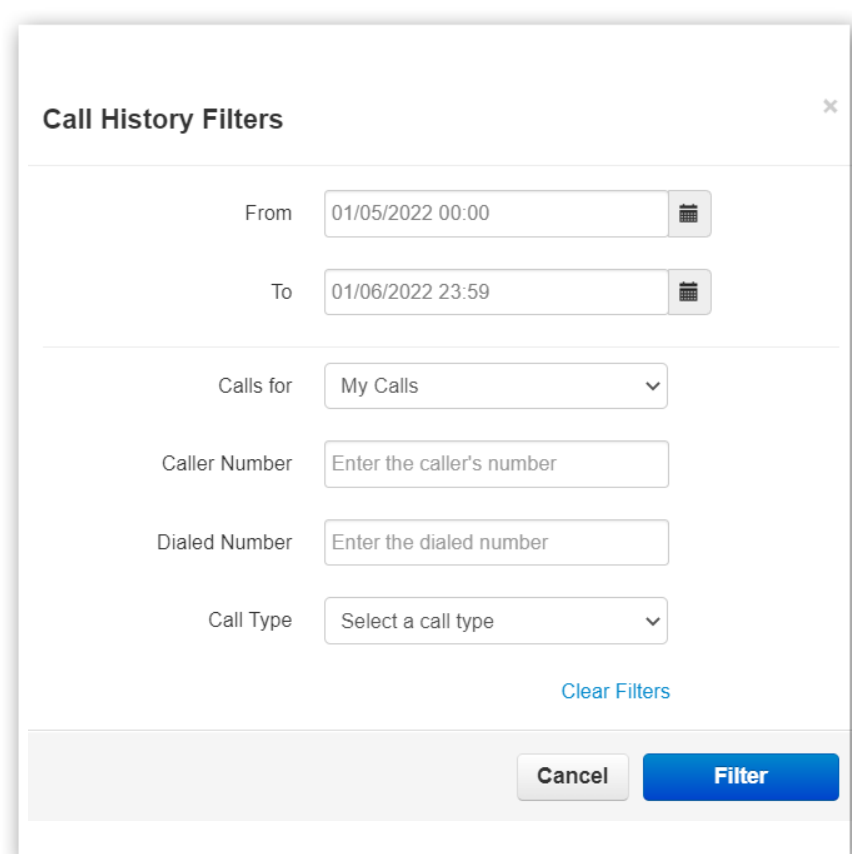 Call History Filters
×
From 01/05/2022 00:00
To 01/06/2022 23:59
Calls for My Calls
Caller Number Enter the caller's number
Dialed Number Enter the dialed number
Call Type Select a call type
Clear Filters
Cancel Filter